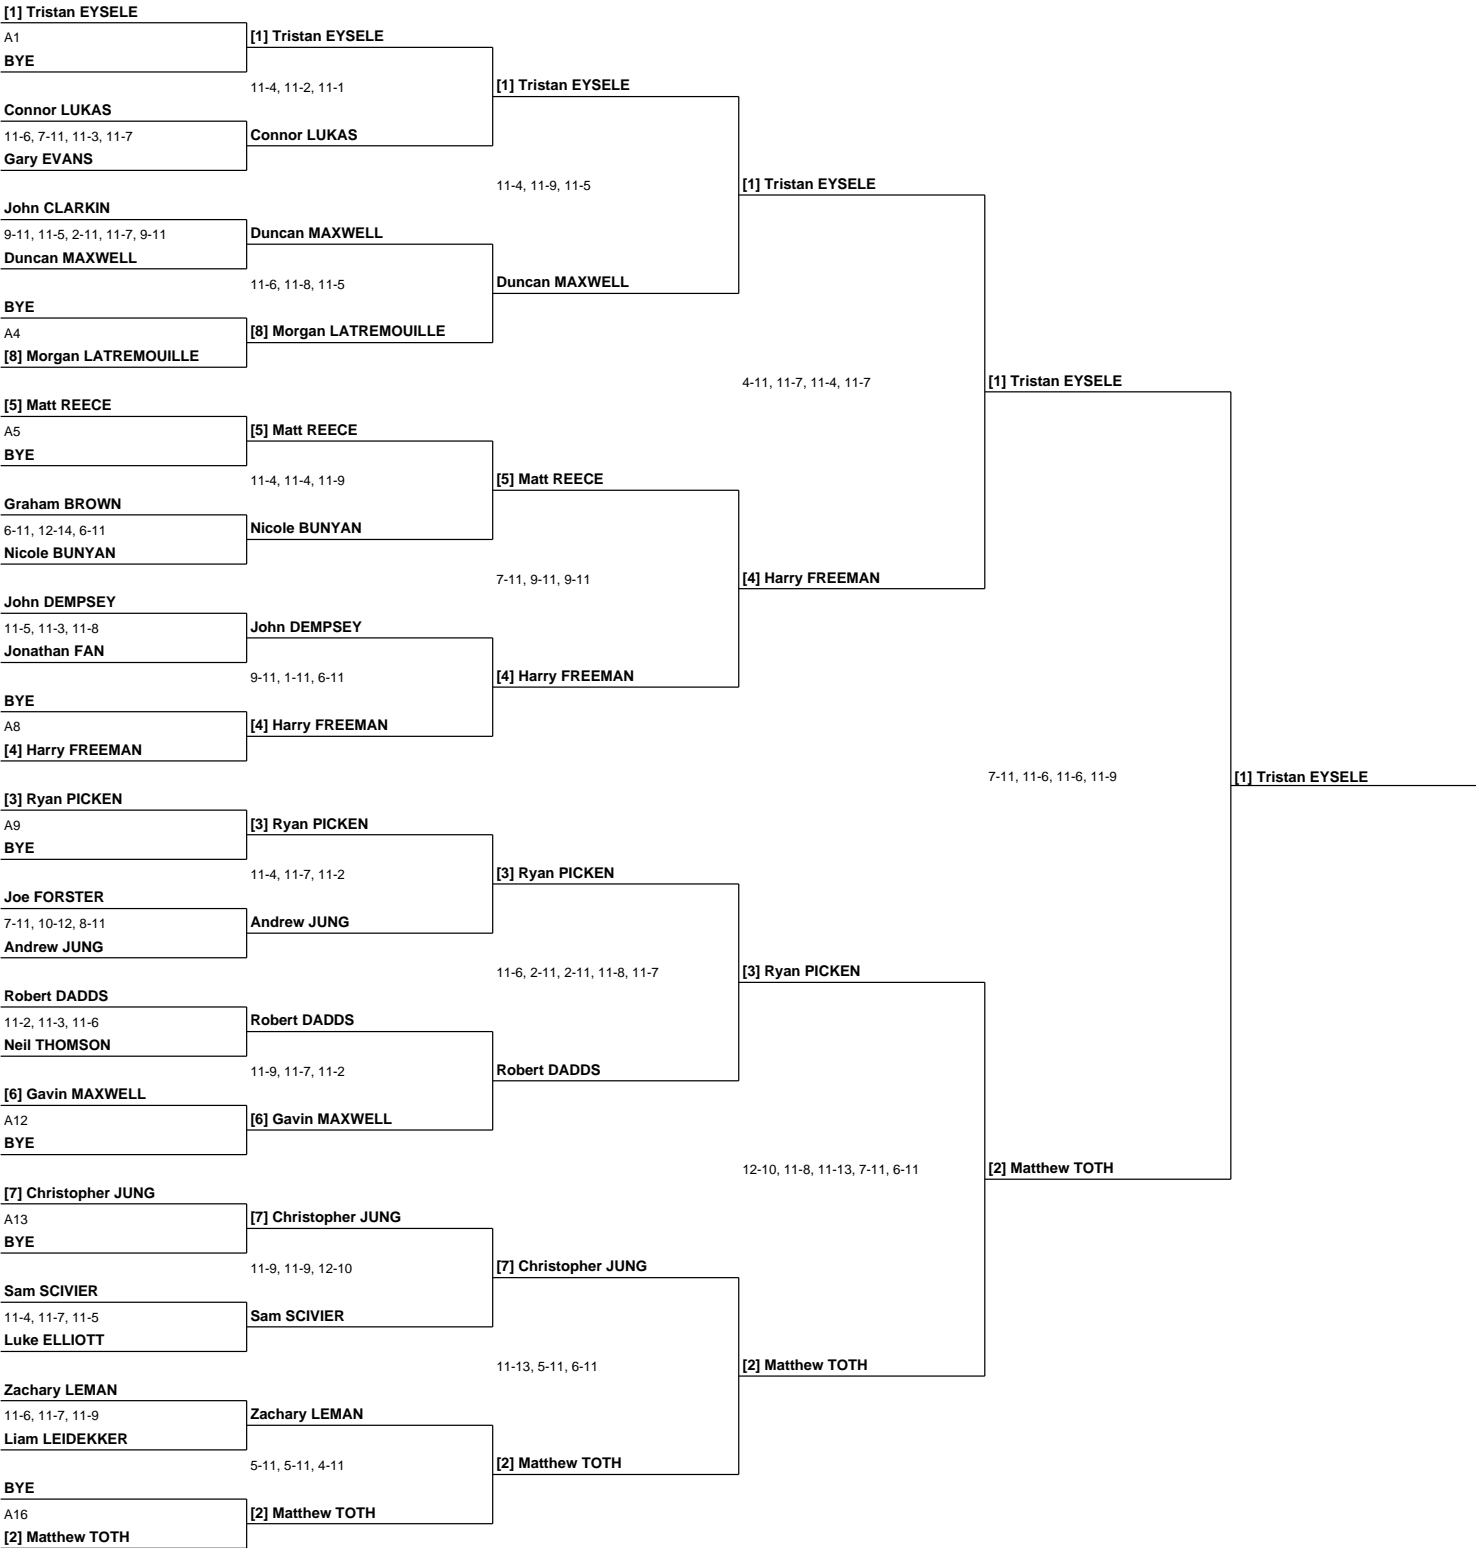 [1] Tristan EYSELE
A1
BYE
Connor LUKAS
11-6, 7-11, 11-3, 11-7
Gary EVANS
John CLARKIN
9-11, 11-5, 2-11, 11-7, 9-11
Duncan MAXWELL
BYE
A4
[8] Morgan LATREMOUILLE
[5] Matt REECE
A5
BYE
Graham BROWN
6-11, 12-14, 6-11
Nicole BUNYAN
John DEMPSEY
11-5, 11-3, 11-8
Jonathan FAN
BYE
A8
[4] Harry FREEMAN
[3] Ryan PICKEN
A9
BYE
Joe FORSTER
7-11, 10-12, 8-11
Andrew JUNG
Robert DADDS
11-2, 11-3, 11-6
Neil THOMSON
[6] Gavin MAXWELL
A12
BYE
[7] Christopher JUNG
A13
BYE
Sam SCIVIER
11-4, 11-7, 11-5
Luke ELLIOTT
Zachary LEMAN
11-6, 11-7, 11-9
Liam LEIDEKKER
BYE
A16
[2] Matthew TOTH
[1] Tristan EYSELE
11-4, 11-2, 11-1
Connor LUKAS
Duncan MAXWELL
11-6, 11-8, 11-5
[8] Morgan LATREMOUILLE
[5] Matt REECE
11-4, 11-4, 11-9
Nicole BUNYAN
John DEMPSEY
9-11, 1-11, 6-11
[4] Harry FREEMAN
[3] Ryan PICKEN
11-4, 11-7, 11-2
Andrew JUNG
Robert DADDS
11-9, 11-7, 11-2
[6] Gavin MAXWELL
[7] Christopher JUNG
11-9, 11-9, 12-10
Sam SCIVIER
Zachary LEMAN
5-11, 5-11, 4-11
[2] Matthew TOTH
[1] Tristan EYSELE
11-4, 11-9, 11-5
Duncan MAXWELL
[5] Matt REECE
7-11, 9-11, 9-11
[4] Harry FREEMAN
[3] Ryan PICKEN
11-6, 2-11, 2-11, 11-8, 11-7
Robert DADDS
[7] Christopher JUNG
11-13, 5-11, 6-11
[2] Matthew TOTH
[1] Tristan EYSELE
4-11, 11-7, 11-4, 11-7
[4] Harry FREEMAN
[3] Ryan PICKEN
12-10, 11-8, 11-13, 7-11, 6-11
[2] Matthew TOTH
[1] Tristan EYSELE
7-11, 11-6, 11-6, 11-9
[2] Matthew TOTH
[1] Tristan EYSELE